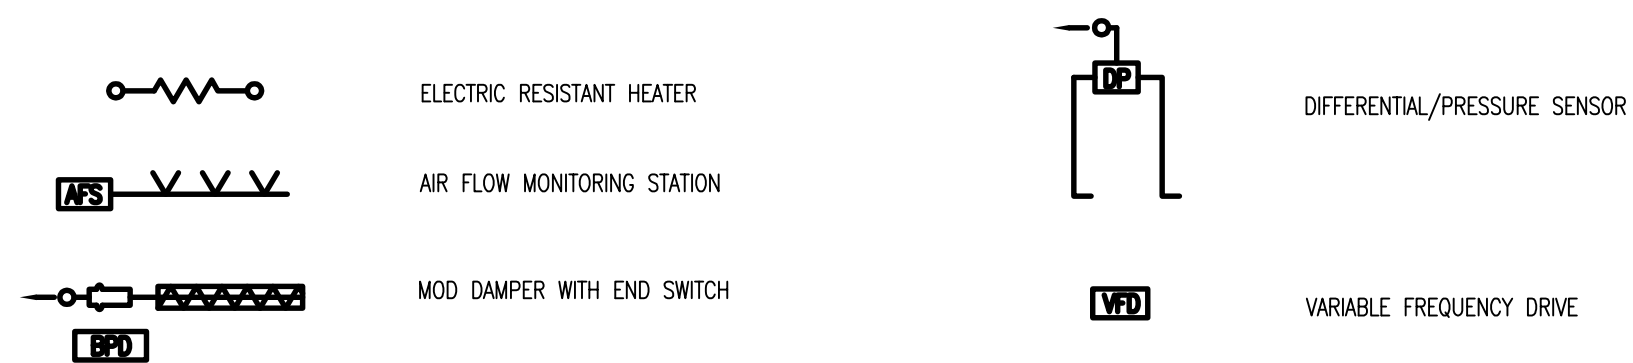 ELECTRIC RESISTANT HEATER
AFS
AIR FLOW MONITORING STATION
MOD DAMPER WITH END SWITCH
BPD
DP
DIFFERENTIAL/PRESSURE SENSOR
VFD
VARIABLE FREQUENCY DRIVE